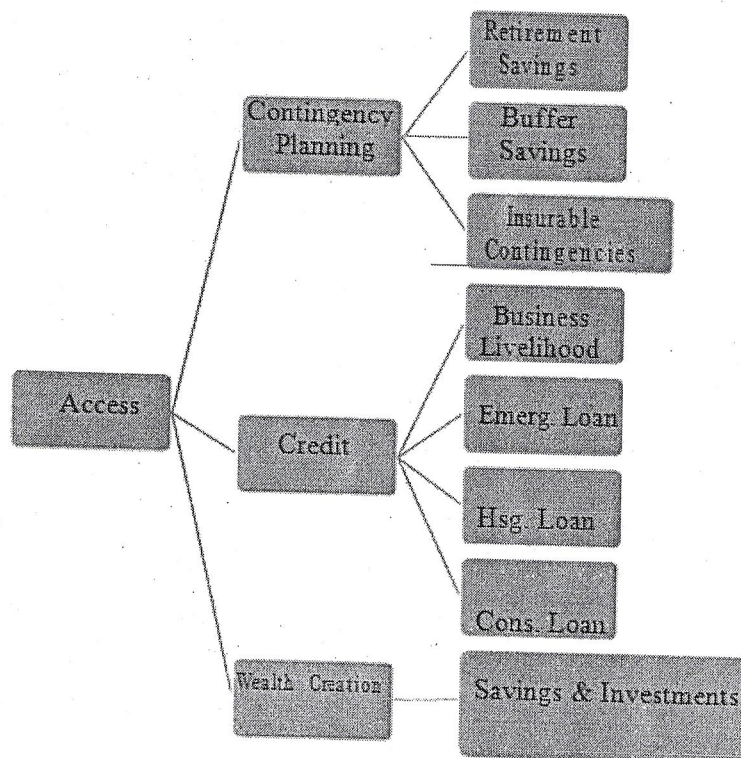 Retirement
Savings
Contingency
Planning
Buffer
Savings
Insurable
Contingencies
Business
Livelihood
Access
Emerg. Loan
Credit
Hsg. Loan
Cons. Loan
Wealth Creation
Savings & Investments